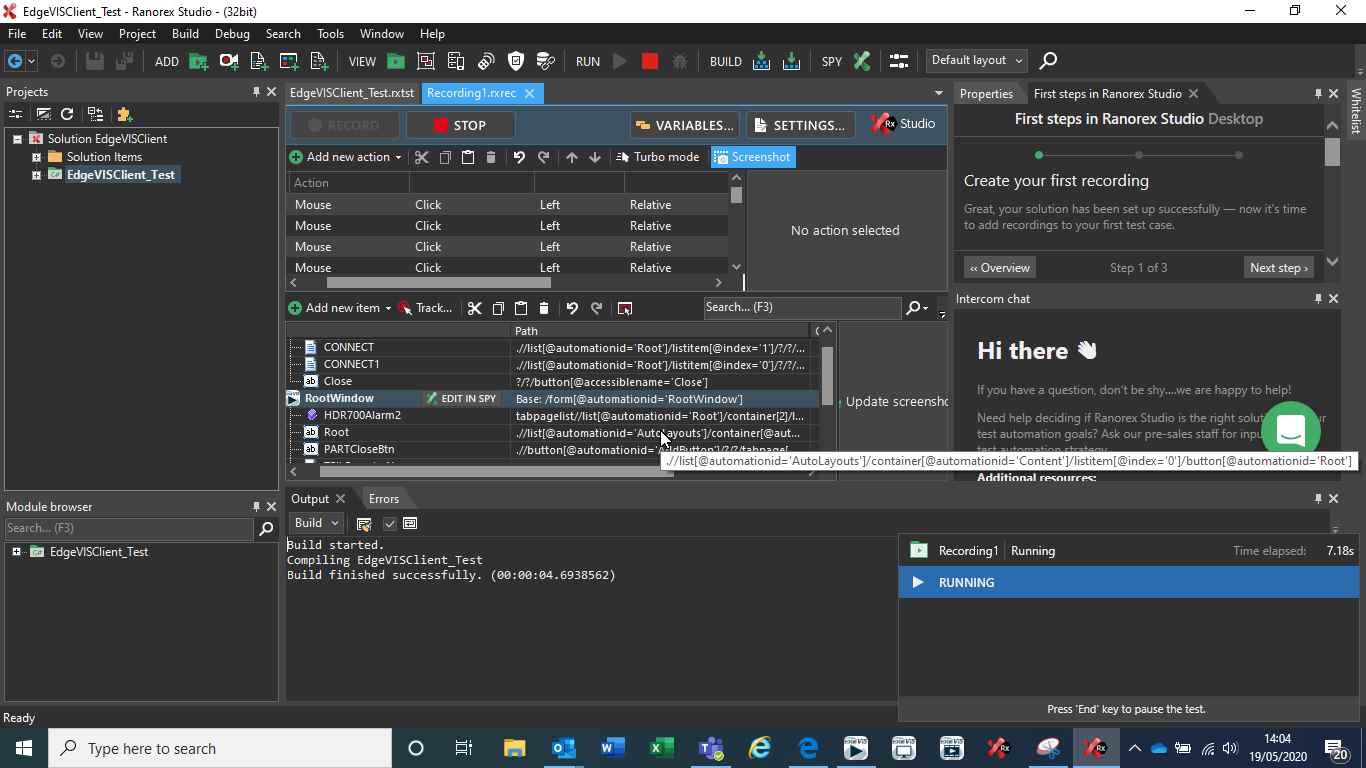 EdgeVISClient_Test - Ranorex Studio - (32bit)
File Edit View Project Build Debug Search Tools Window Help
ADD VIEW RUN BUILD SPY Default layout
Projects
Solution EdgeVISClient
Solution Items
EdgeVISClient_Test
EdgeVISClient_Test.rxtst Recording1.rxrec
RECORD STOP VARIABLES... SETTINGS... Rx Studio
Add new action Turbo mode Screenshot
Action
Mouse Click Left Relative
Mouse Click Left Relative
Mouse Click Left Relative
Mouse Click Left Relative
No action selected
Add new item Track... Search... (F3)
Path
CONNECT .//list[@automationid='Root']/listitem[@index='1']/?/?/...
CONNECT1 .//list[@automationid='Root']/listitem[@index='0']/?/?/...
Close ?/?/button[@accessiblename='Close']
RootWindow EDIT IN SPY Base: /form[@automationid='RootWindow']
HDR700Alarm2 tabpagelist//list[@automationid='Root']/container[2]/l...
Root .//list[@automationid='AutoLayouts']/container[@aut...
PARTCloseBtn .//button[@automationid=
Update screensho
.//list[@automationid='AutoLayouts']/container[@automationid='Content']/listitem[@index='0']/button[@automationid='Root']
Properties First steps in Ranorex Studio
Whitelist
First steps in Ranorex Studio Desktop
Create your first recording
Great, your solution has been set up successfully — now it's time
to add recordings to your first test case.
‹‹ Overview Step 1 of 3 Next step ›
Intercom chat
Hi there
If you have a question, don't be shy....we are happy to help!
Need help deciding if Ranorex Studio is the right solut
test automation goals? Ask our pre-sales staff for inpu
Additional resources:
Module browser
Search... (F3)
EdgeVISClient_Test
Output Errors
Build
Build started.
Compiling EdgeVISClient_Test
Build finished successfully. (00:00:04.6938562)
Recording1 Running Time elapsed: 7.18s
RUNNING
Press 'End' key to pause the test.
Ready
Type here to search
14:04
19/05/2020
20